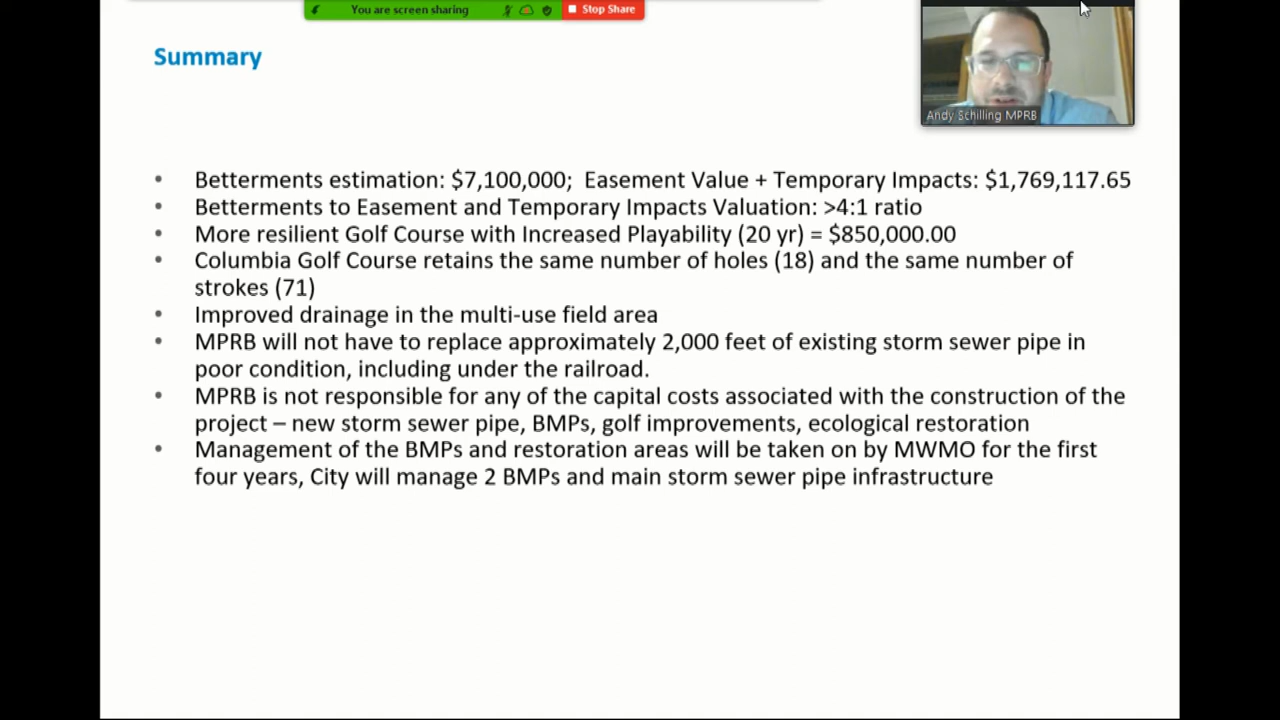 You are screen sharing
Stop Share
Summary
Andy Schilling MPRB
• Betterments estimation: $7,100,000;  Easement Value + Temporary Impacts: $1,769,117.65
• Betterments to Easement and Temporary Impacts Valuation: >4:1 ratio
• More resilient Golf Course with Increased Playability (20 yr) = $850,000.00
• Columbia Golf Course retains the same number of holes (18) and the same number of
strokes (71)
• Improved drainage in the multi-use field area
• MPRB will not have to replace approximately 2,000 feet of existing storm sewer pipe in
poor condition, including under the railroad.
• MPRB is not responsible for any of the capital costs associated with the construction of the
project – new storm sewer pipe, BMPs, golf improvements, ecological restoration
• Management of the BMPs and restoration areas will be taken on by MWMO for the first
four years, City will manage 2 BMPs and main storm sewer pipe infrastructure